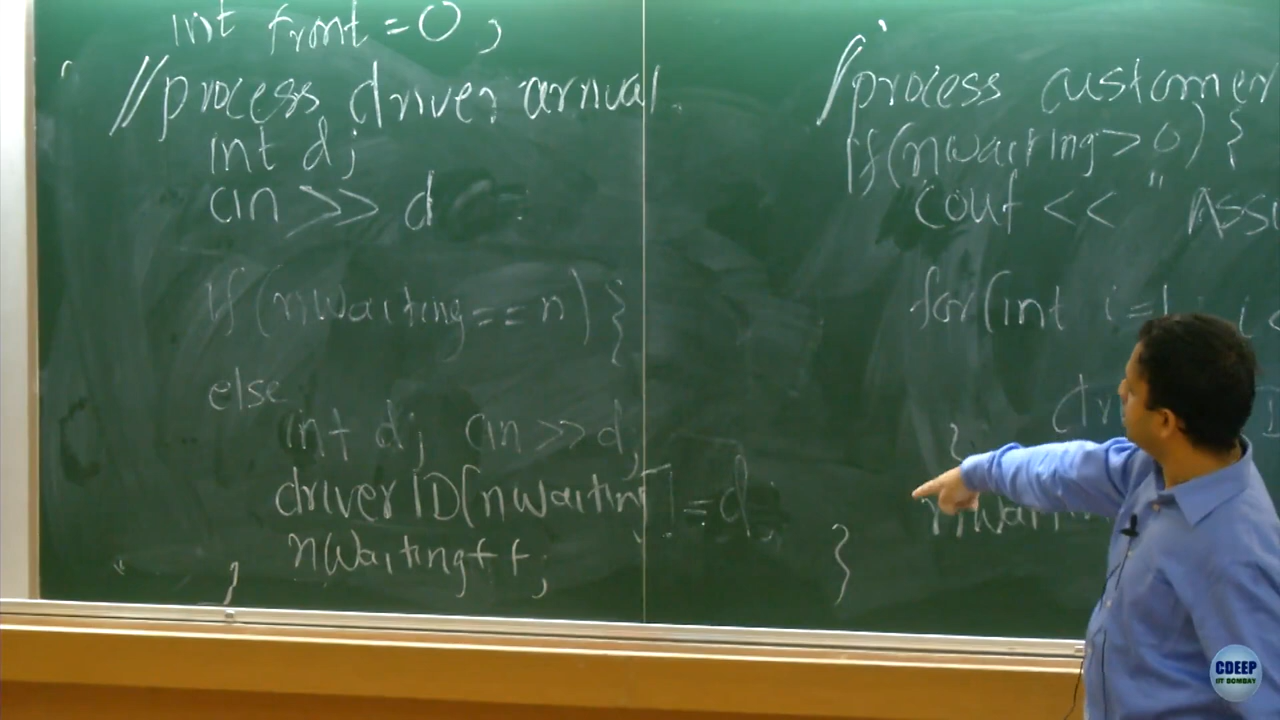 int front = 0 ;
//process driver arrival.
int d;
cin >> d
if (nWaiting == n) {
else
int d; cin >> d;
driverID[nWaiting] = d;
nWaiting++;
}
//process customer
if(nWaiting > 0) {
cout << "
for(int i=1; i
}
}
CDEEP
IIT BOMBAY